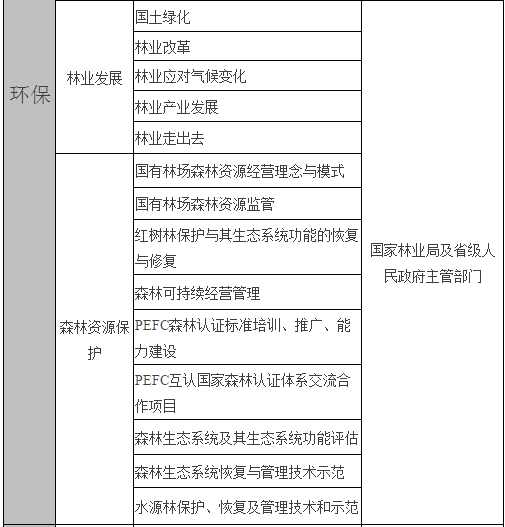 环保
林业发展
国土绿化
林业改革
林业应对气候变化
林业产业发展
林业走出去
森林资源保
护
国有林场森林资源经营理念与模式
国有林场森林资源监管
红树林保护与其生态系统功能的恢复
与修复
森林可持续经营管理
PEFC森林认证标准培训、推广、能
力建设
PEFC互认国家森林认证体系交流合
作项目
森林生态系统及其生态系统功能评估
森林生态系统恢复与管理技术示范
水源林保护、恢复及管理技术和示范
国家林业局及省级人
民政府主管部门